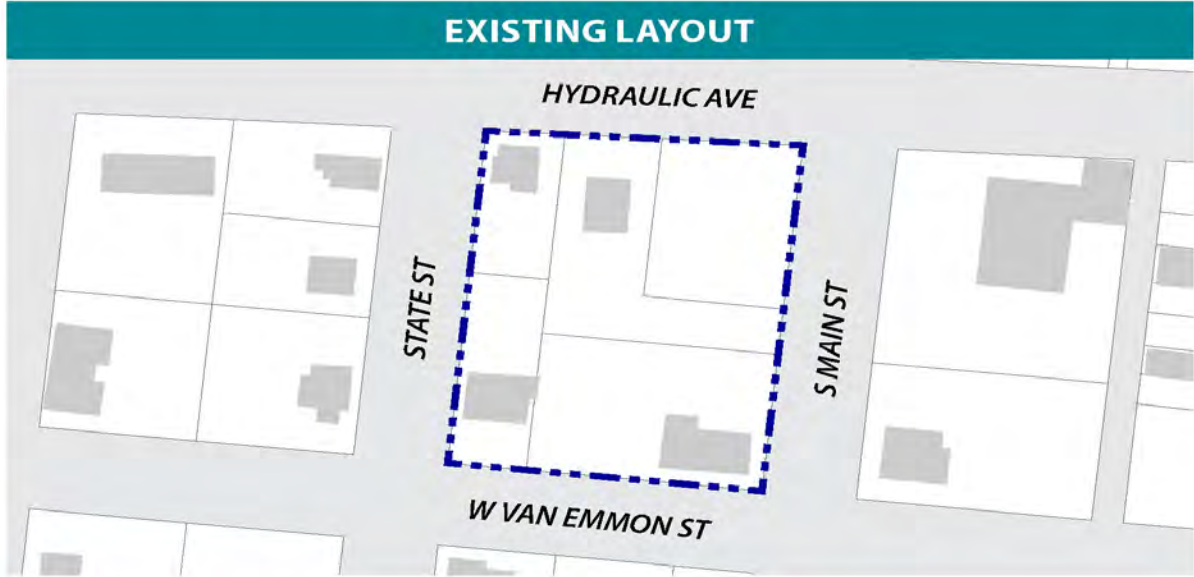 EXISTING LAYOUT
HYDRAULIC AVE
STATE ST
S MAIN ST
W VAN EMMON ST